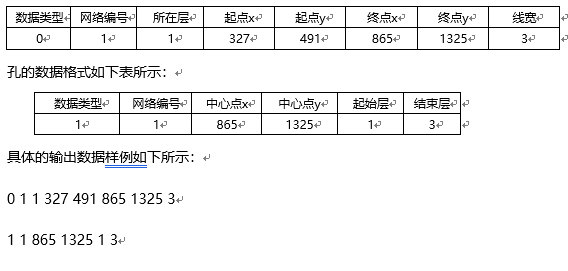 数据类型 网络编号 所在层 起点x 起点y 终点x 终点y 线宽
0 1 1 327 491 865 1325 3
孔的数据格式如下表所示：
数据类型 网络编号 中心点x 中心点y 起始层 结束层
1 1 865 1325 1 3
具体的输出数据样例如下所示：
0 1 1 327 491 865 1325 3
1 1 865 1325 1 3